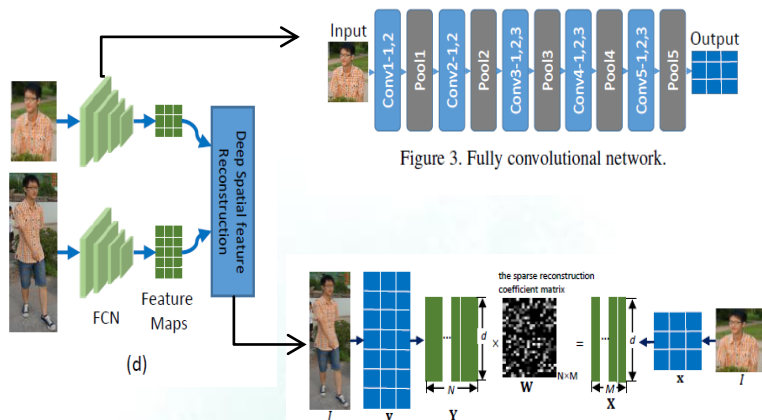 Input
Output
Conv1-1,2
Pool1
Conv2-1,2
Pool2
Conv3-1,2,3
Pool3
Conv4-1,2,3
Pool4
Conv5-1,2,3
Pool5
Figure 3. Fully convolutional network.
Deep Spatial feature
Reconstruction
FCN
Feature
Maps
(d)
the sparse reconstruction
coefficient matrix
d
×
=
d
N
W
N×M
M
I
y
Y
X
x
I